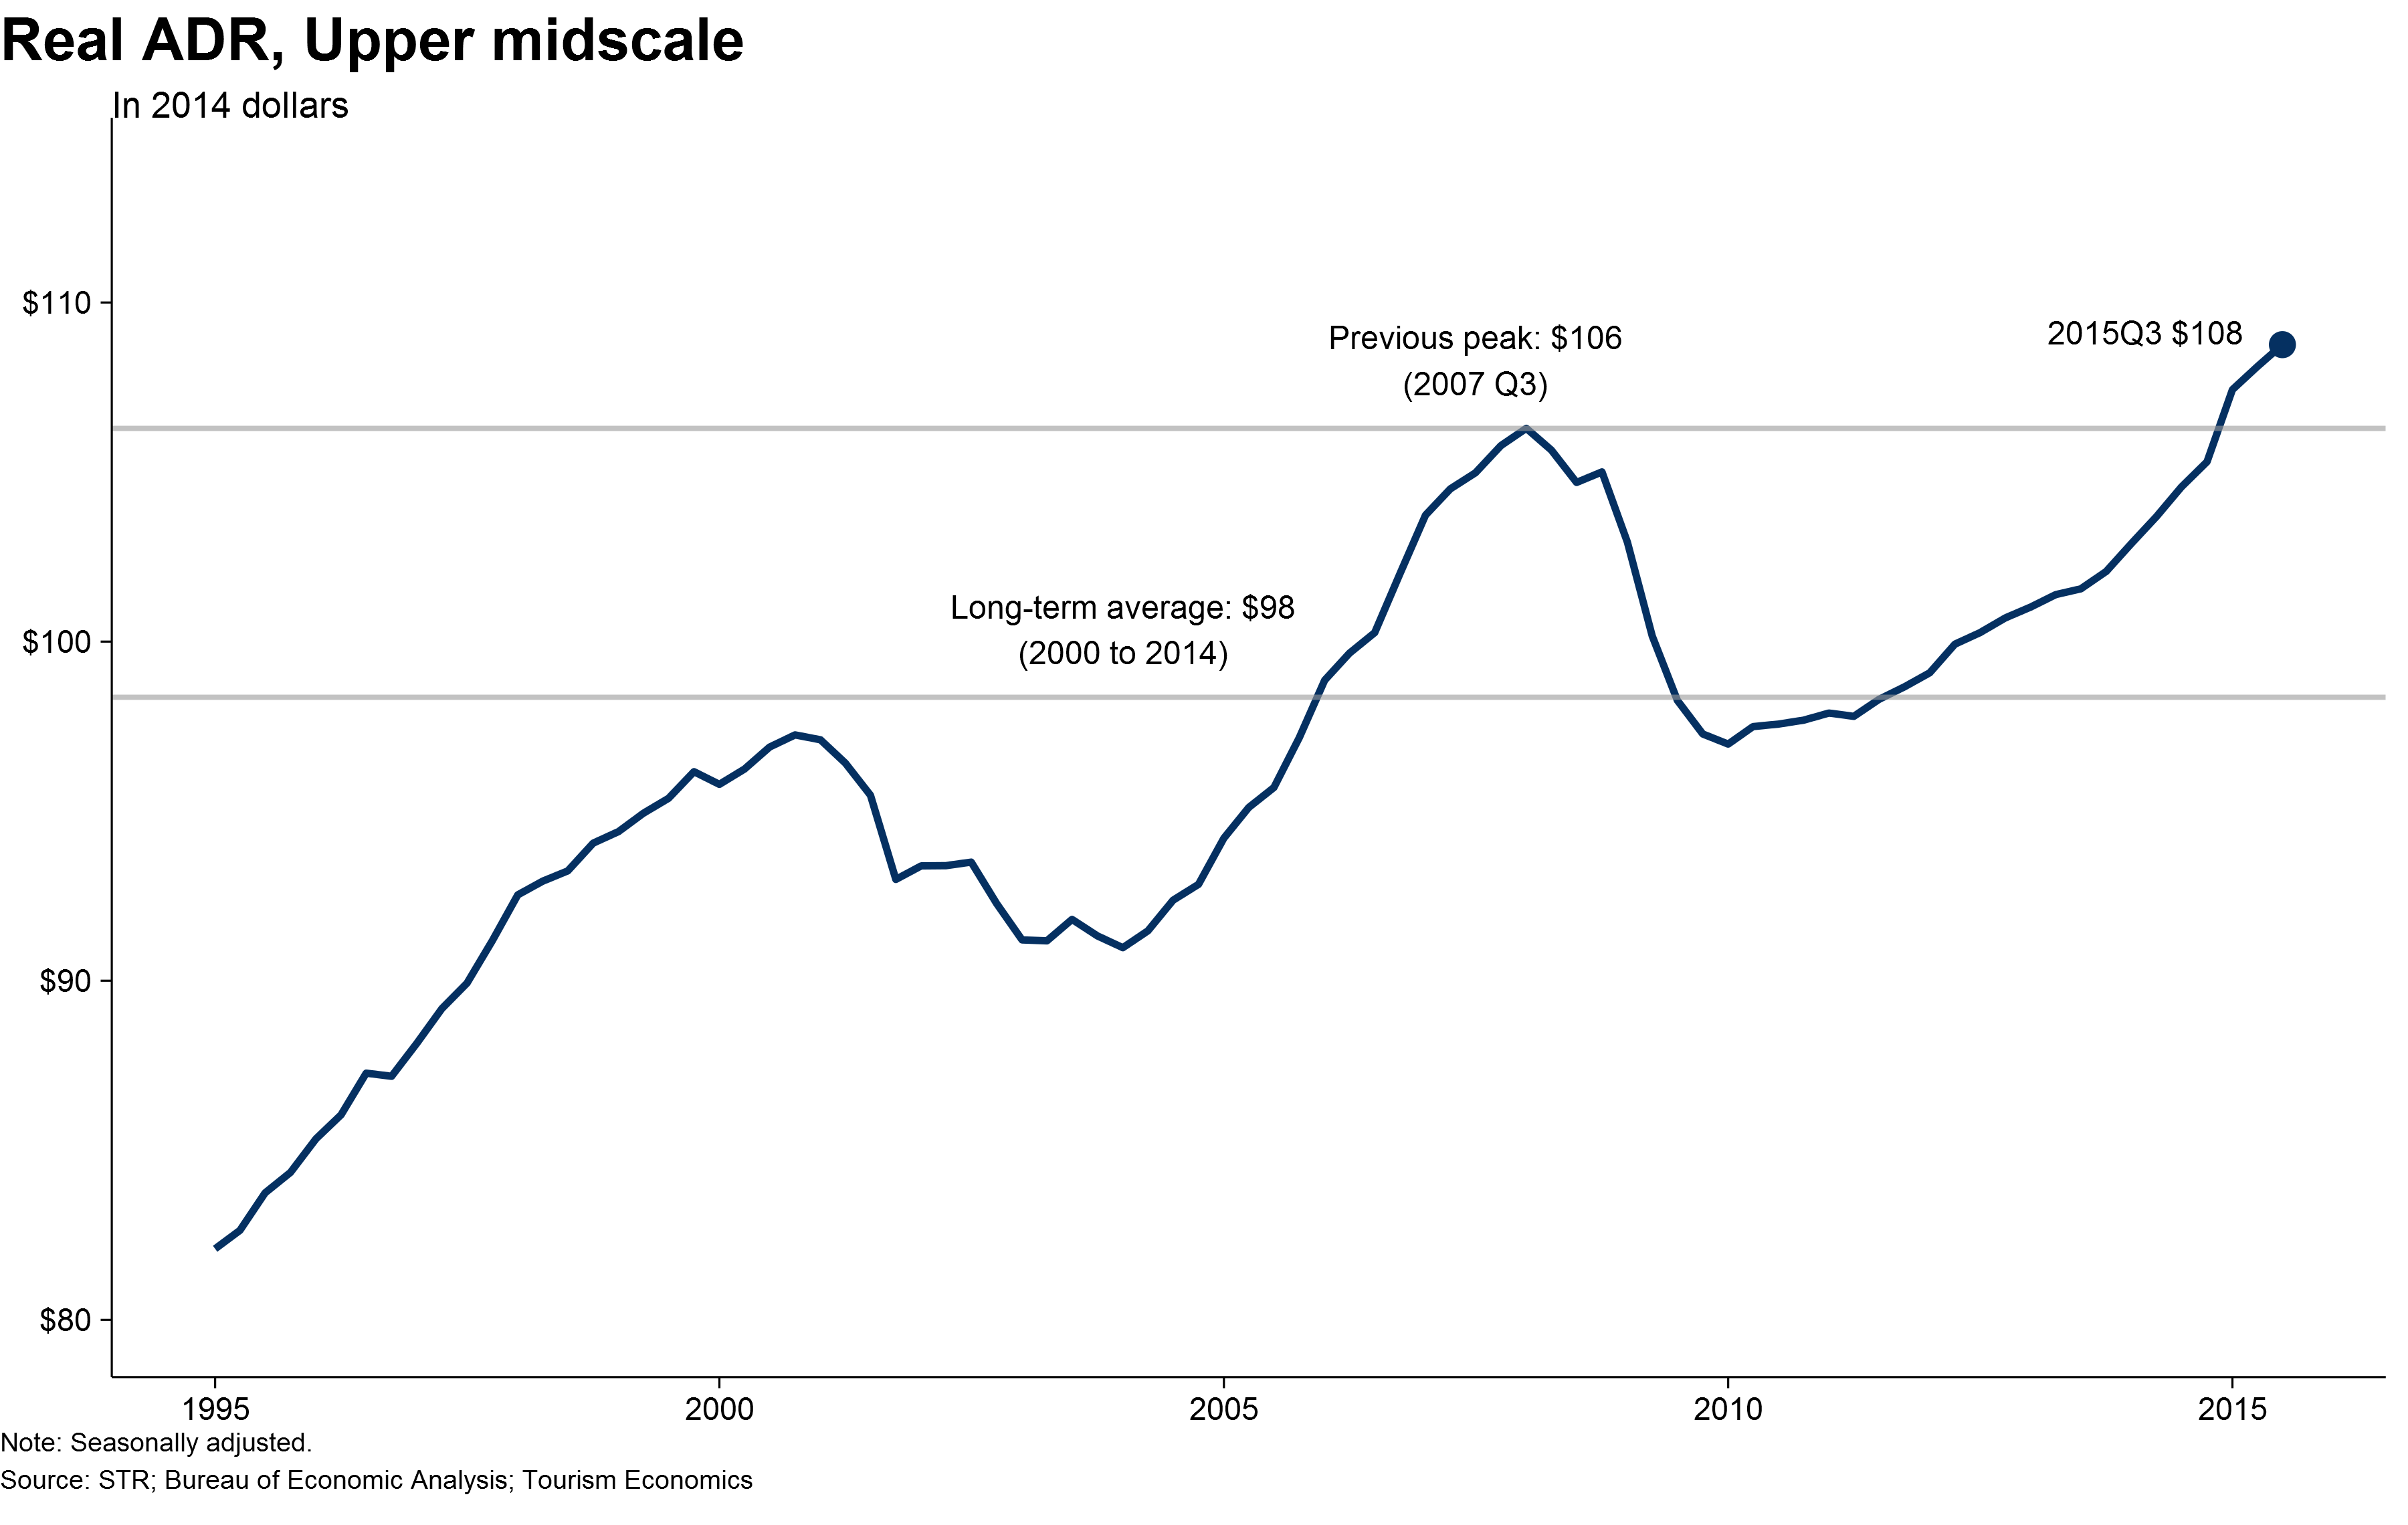 Real ADR, Upper midscale
In 2014 dollars
$110
$100
$90
$80
Previous peak: $106
(2007 Q3)
2015Q3 $108
Long-term average: $98
(2000 to 2014)
1995
2000
2005
2010
2015
Note: Seasonally adjusted.
Source: STR; Bureau of Economic Analysis; Tourism Economics